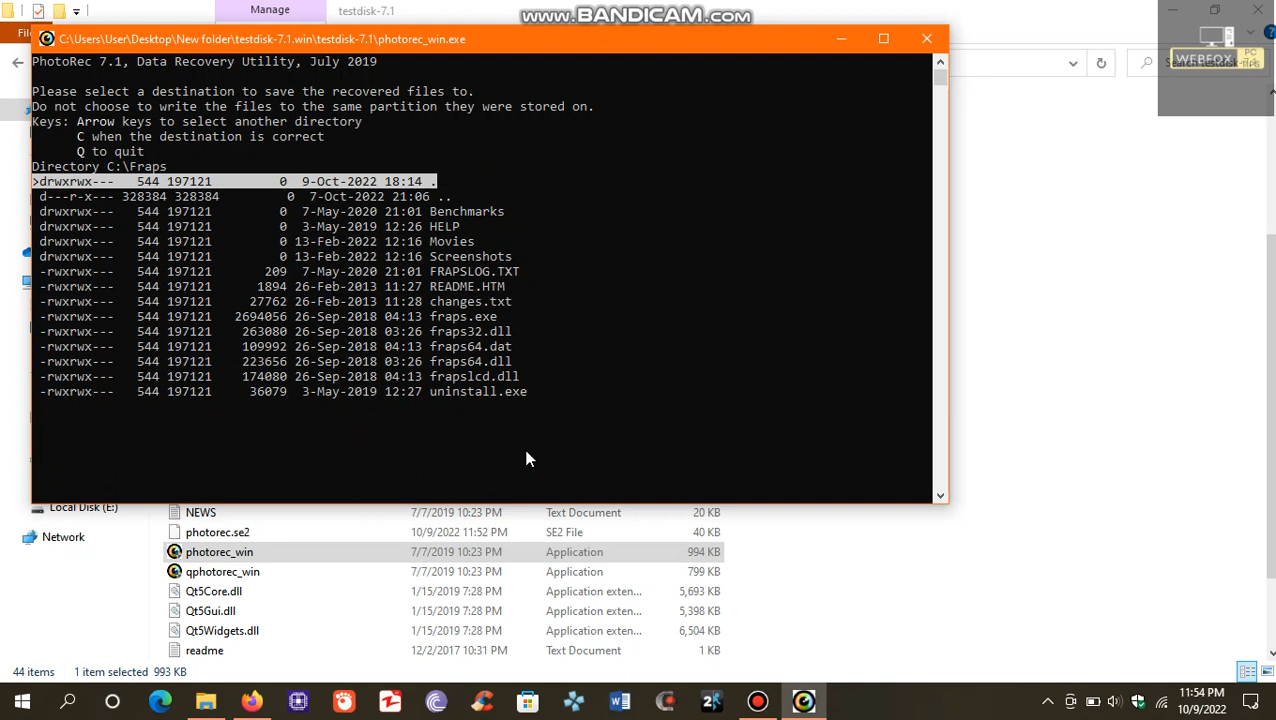 Manage
testdisk-7.1
www.BANDICAM.com
C:\Users\User\Desktop\New folder\testdisk-7.1.win\testdisk-7.1\photorec_win.exe
PhotoRec 7.1, Data Recovery Utility, July 2019
Please select a destination to save the recovered files to.
Do not choose to write the files to the same partition they were stored on.
Keys: Arrow keys to select another directory
C when the destination is correct
Q to quit
Directory C:\Fraps
>drwxrwx--- 544 197121 0 9-Oct-2022 18:14 .
d---r-x--- 328384 328384 0 7-Oct-2022 21:06 ..
drwxrwx--- 544 197121 0 7-May-2020 21:01 Benchmarks
drwxrwx--- 544 197121 0 3-May-2019 12:26 HELP
drwxrwx--- 544 197121 0 13-Feb-2022 12:16 Movies
drwxrwx--- 544 197121 0 13-Feb-2022 12:16 Screenshots
-rwxrwx--- 544 197121 209 7-May-2020 21:01 FRAPSLOG.TXT
-rwxrwx--- 544 197121 1894 26-Feb-2013 11:27 README.HTM
-rwxrwx--- 544 197121 27762 26-Feb-2013 11:28 changes.txt
-rwxrwx--- 544 197121 2694056 26-Sep-2018 04:13 fraps.exe
-rwxrwx--- 544 197121 263080 26-Sep-2018 03:26 fraps32.dll
-rwxrwx--- 544 197121 109992 26-Sep-2018 04:13 fraps64.dat
-rwxrwx--- 544 197121 223656 26-Sep-2018 03:26 fraps64.dll
-rwxrwx--- 544 197121 174080 26-Sep-2018 04:13 frapslcd.dll
-rwxrwx--- 544 197121 36079 3-May-2019 12:27 uninstall.exe
WEBFOX
PC
Local Disk (E:)
Network
NEWS 7/7/2019 10:23 PM Text Document 20 KB
photorec.se2 10/9/2022 11:52 PM SE2 File 40 KB
photorec_win 7/7/2019 10:23 PM Application 994 KB
qphotorec_win 7/7/2019 10:23 PM Application 799 KB
Qt5Core.dll 1/15/2019 7:28 PM Application exten... 5,693 KB
Qt5Gui.dll 1/15/2019 7:28 PM Application exten... 5,398 KB
Qt5Widgets.dll 1/15/2019 7:28 PM Application exten... 6,504 KB
readme 12/2/2017 10:31 PM Text Document 1 KB
44 items 1 item selected 993 KB
11:54 PM
10/9/2022